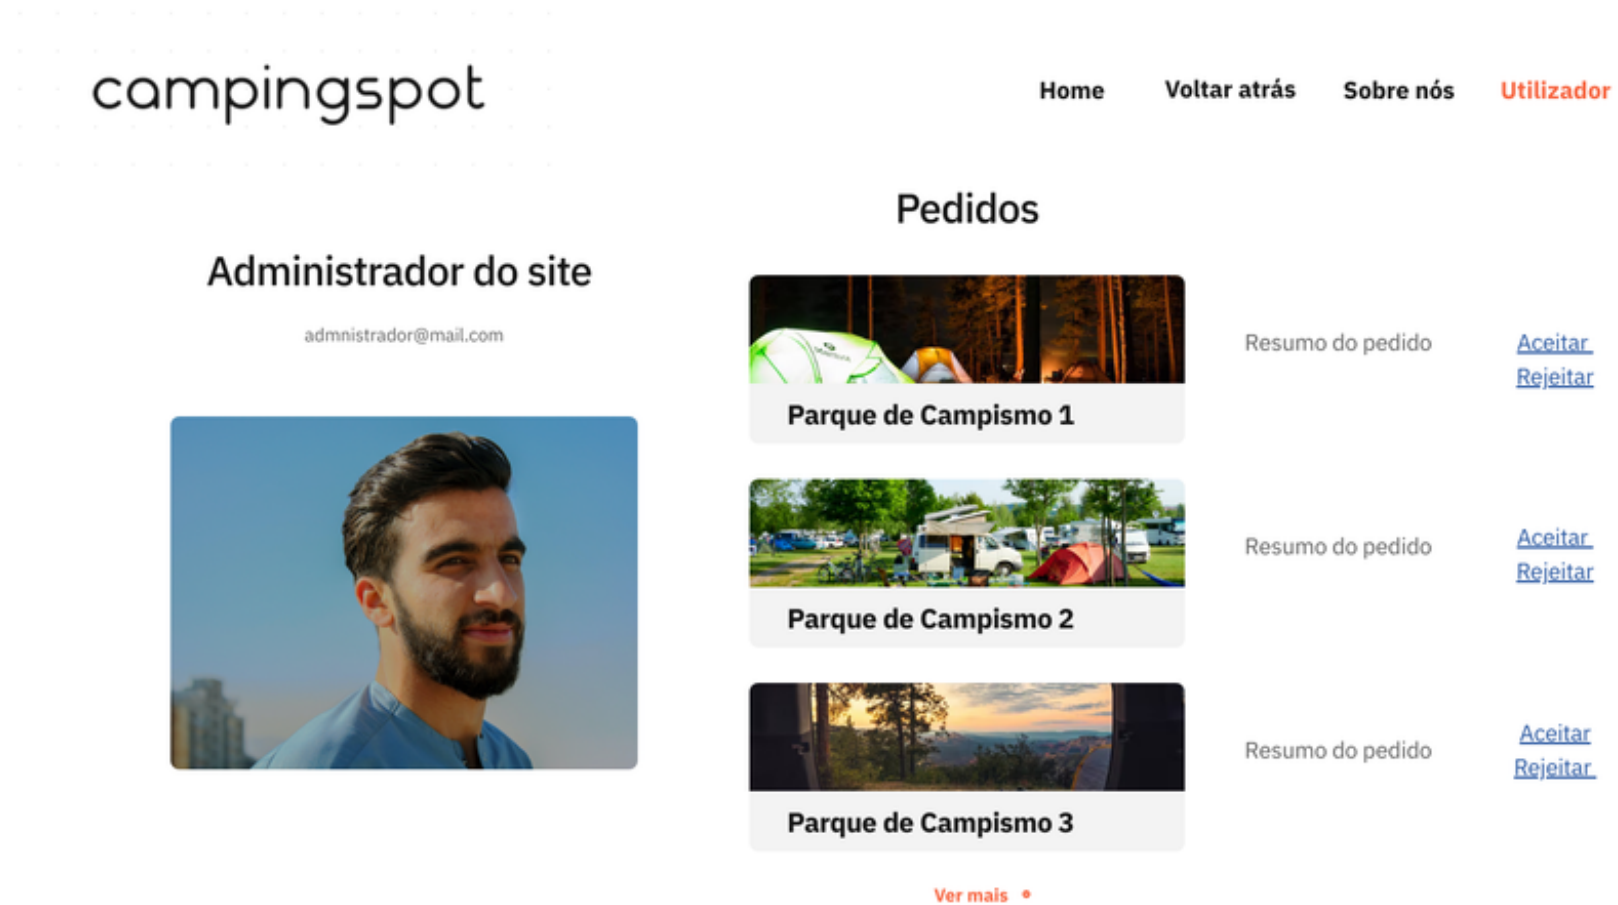 campingspot
Home Voltar atrás Sobre nós Utilizador
Administrador do site
admnistrador@mail.com
Pedidos
Parque de Campismo 1
Resumo do pedido
Aceitar
Rejeitar
Parque de Campismo 2
Resumo do pedido
Aceitar
Rejeitar
Parque de Campismo 3
Resumo do pedido
Aceitar
Rejeitar
Ver mais